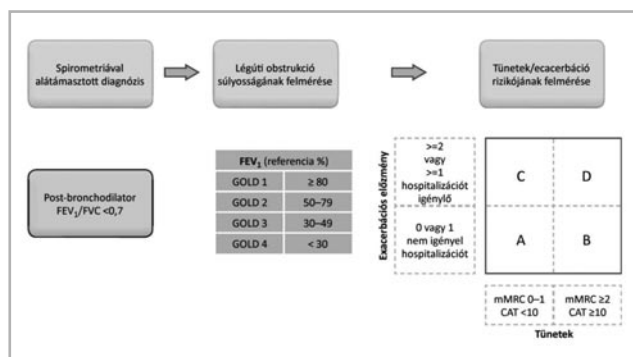 Spirometriával
alátámasztott diagnózis
Légúti obstrukció
súlyosságának felmérése
Tünetek/ecacerbáció
rizikójának felmérése
Post-bronchodilator
FEV₁/FVC <0,7
FEV₁ (referencia %)
GOLD 1 ≥ 80
GOLD 2 50–79
GOLD 3 30–49
GOLD 4 < 30
Exacerbációs előzmény
>=2
vagy
>=1
hospitalizációt
igénylő
0 vagy 1
nem igényel
hospitalizációt
C D
A B
mMRC 0–1
CAT <10
mMRC ≥2
CAT ≥10
Tünetek